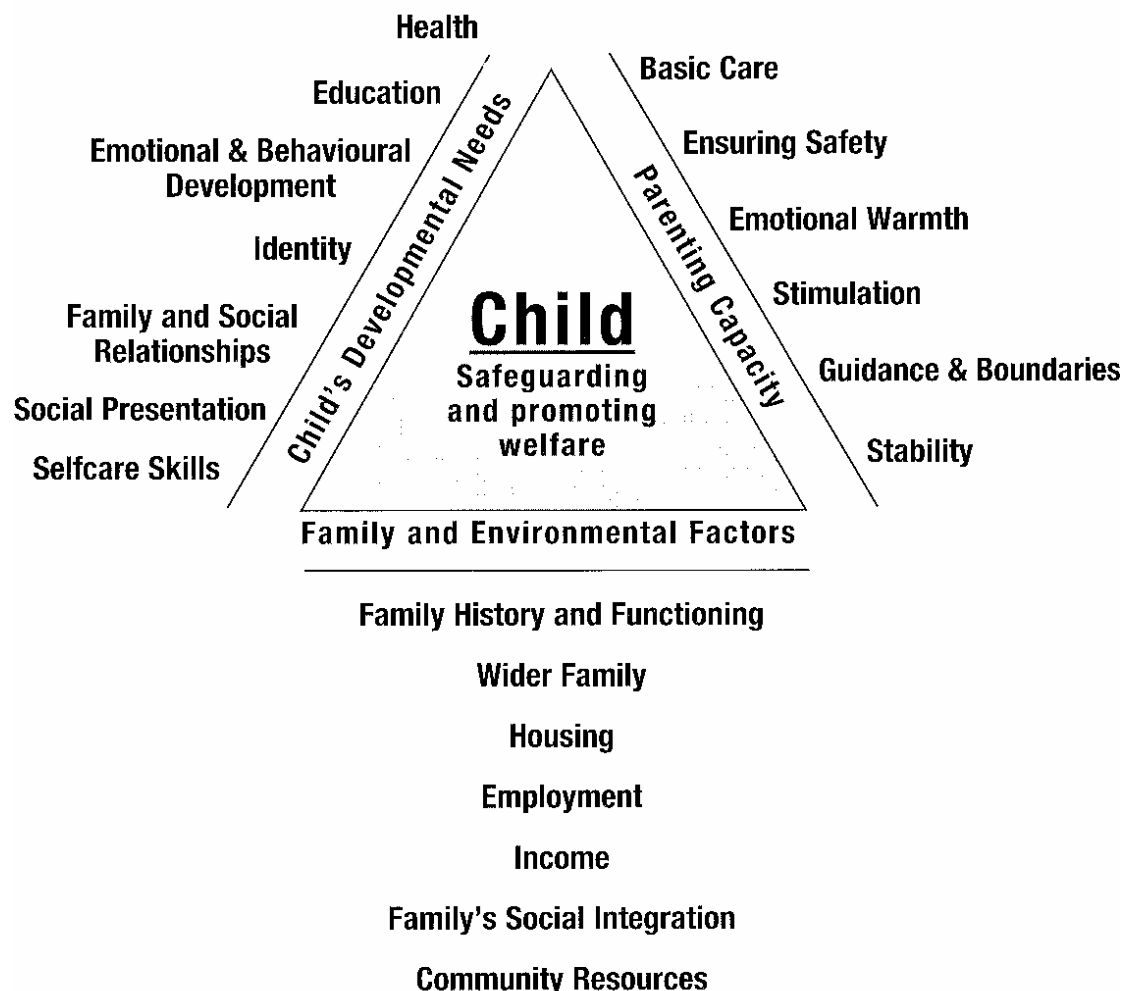 Health
Education
Emotional & Behavioural
Development
Identity
Family and Social
Relationships
Social Presentation
Selfcare Skills
Child's Developmental Needs
Basic Care
Ensuring Safety
Emotional Warmth
Stimulation
Guidance & Boundaries
Stability
Parenting Capacity
Child
Safeguarding
and promoting
welfare
Family and Environmental Factors
Family History and Functioning
Wider Family
Housing
Employment
Income
Family's Social Integration
Community Resources